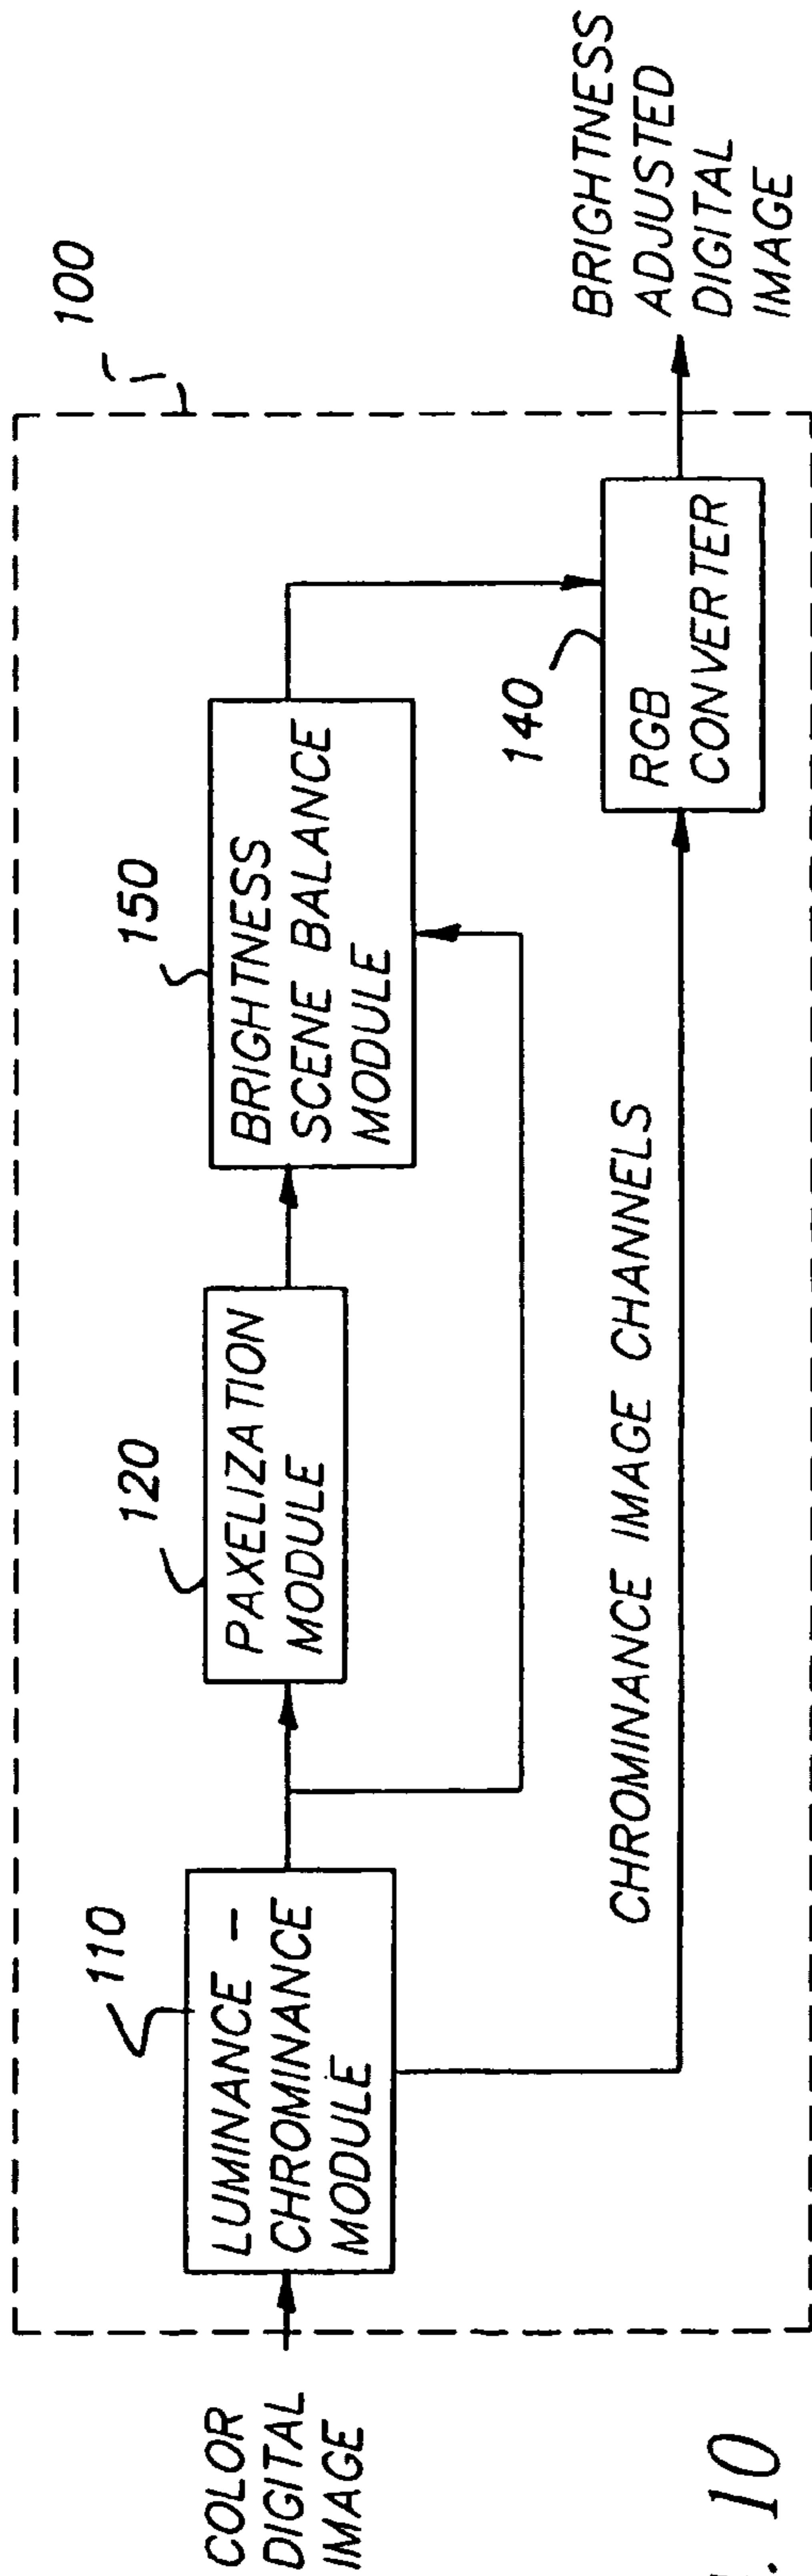 COLOR
DIGITAL
IMAGE
110
LUMINANCE -
CHROMINANCE
MODULE
120
PAXELIZATION
MODULE
150
BRIGHTNESS
SCENE BALANCE
MODULE
100
140
RGB
CONVERTER
CHROMINANCE IMAGE CHANNELS
BRIGHTNESS
ADJUSTED
DIGITAL
IMAGE
. 10